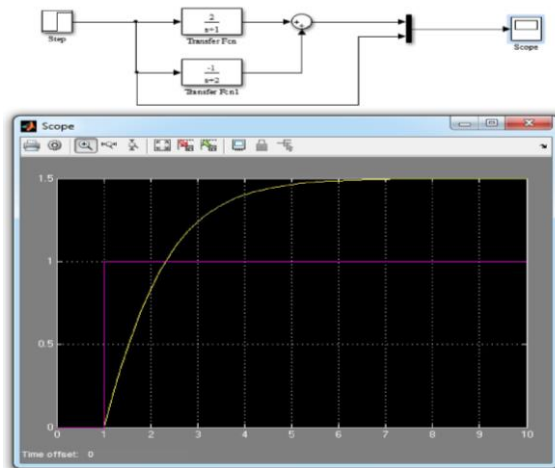 2
s+1
Transfer Fcn
Step
-1
s+2
Transfer Fcn1
Scope
Scope
1.5
1
0.5
0
0 1 2 3 4 5 6 7 8 9 10
Time offset: 0